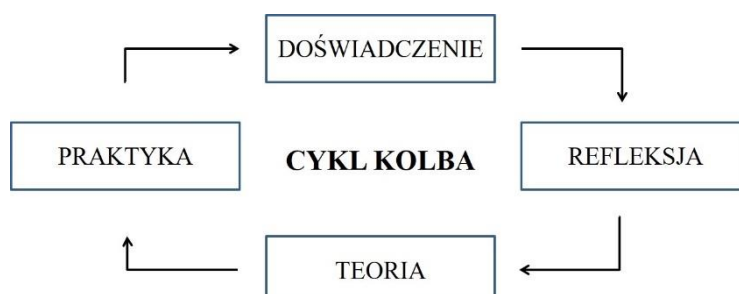 DOŚWIADCZENIE
PRAKTYKA
CYKL KOLBA
REFLEKSJA
TEORIA